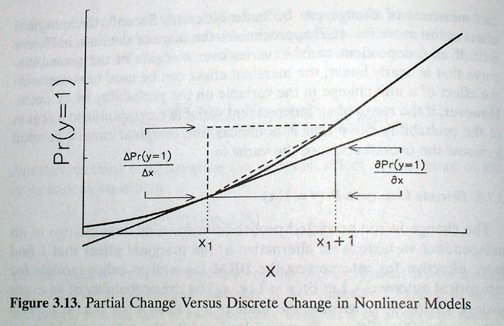 Pr(y=1)
ΔPr(y=1)
Δx
∂Pr(y=1)
∂x
x₁
x₁+1
x
Figure 3.13. Partial Change Versus Discrete Change in Nonlinear Models